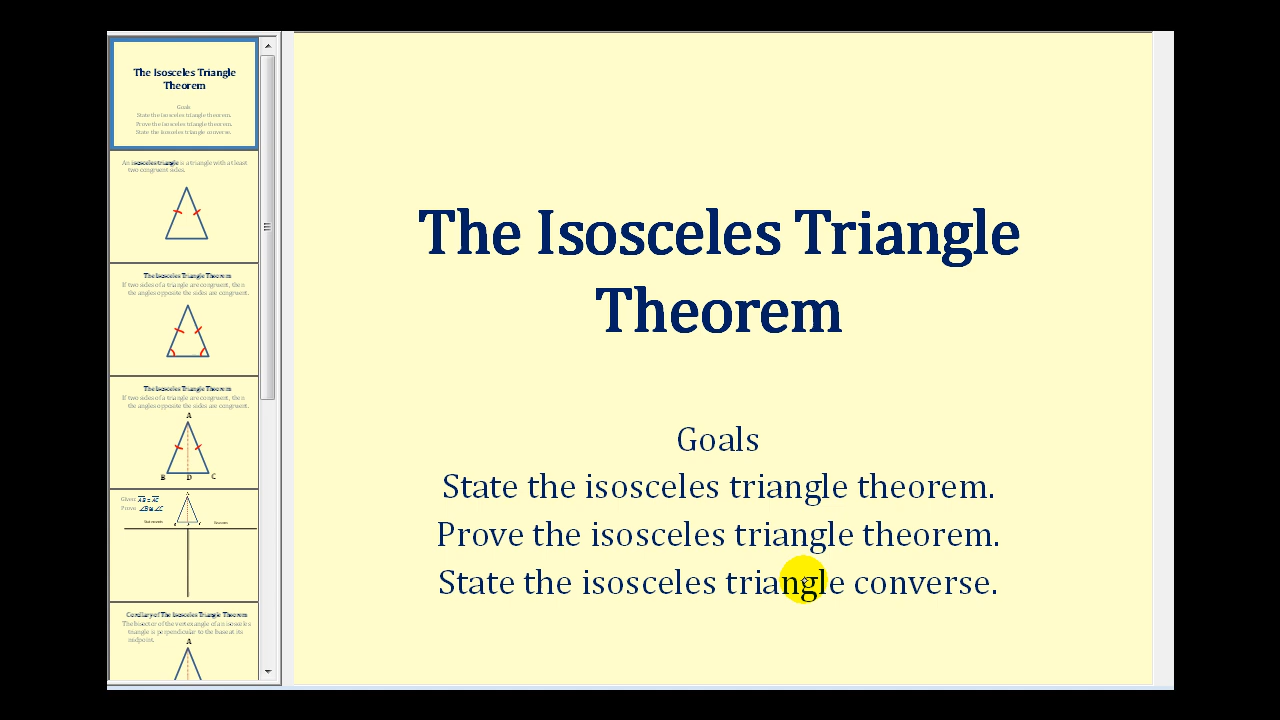 The Isosceles Triangle
Theorem
Goals
State the isosceles triangle theorem.
Prove the isosceles triangle theorem.
State the isosceles triangle converse.
An isosceles triangle is a triangle with at least
two congruent sides.
The Isosceles Triangle Theorem
If two sides of a triangle are congruent, then
the angles opposite the sides are congruent.
The Isosceles Triangle Theorem
If two sides of a triangle are congruent, then
the angles opposite the sides are congruent.
A
B D C
Given: AB ≅ AC
Prove: ∠B ≅ ∠C
Statements Reasons
Corollary of The Isosceles Triangle Theorem
The bisector of the vertex angle of an isosceles
triangle is perpendicular to the base at its
midpoint.
A
The Isosceles Triangle
Theorem
Goals
State the isosceles triangle theorem.
Prove the isosceles triangle theorem.
State the isosceles triangle converse.